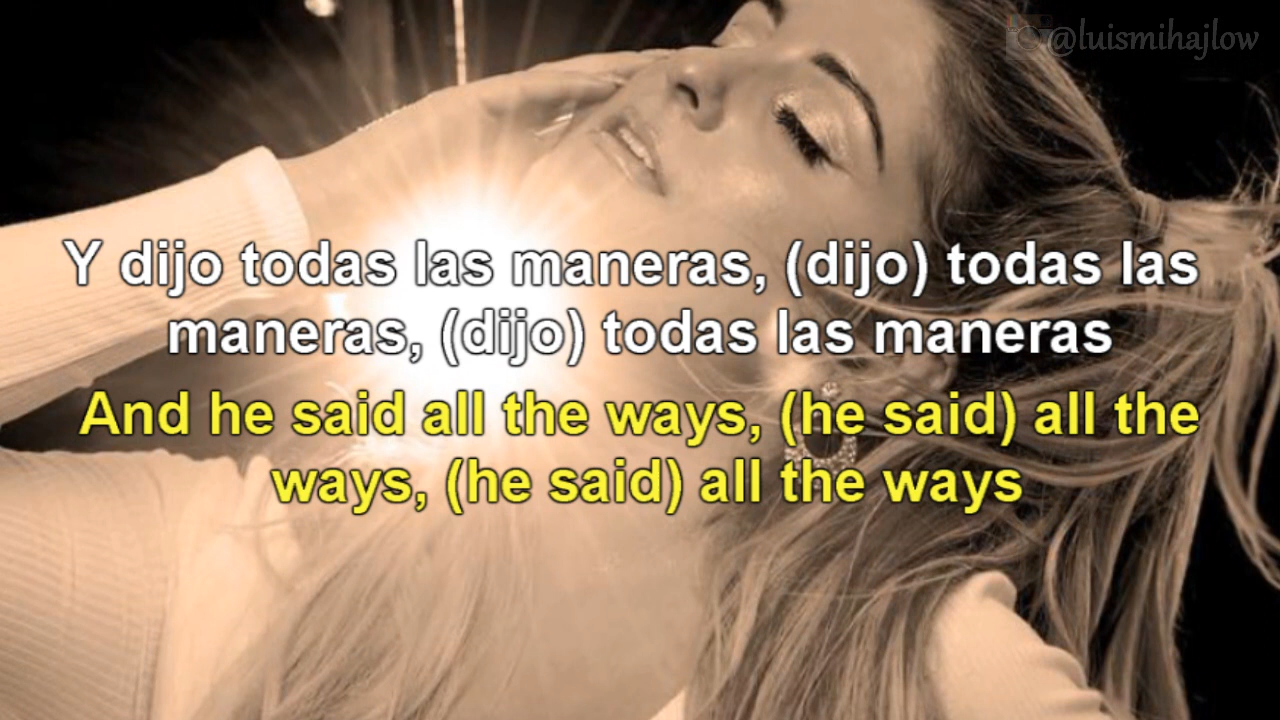 @luismihajlow
Y dijo todas las maneras, (dijo) todas las
maneras, (dijo) todas las maneras
And he said all the ways, (he said) all the
ways, (he said) all the ways